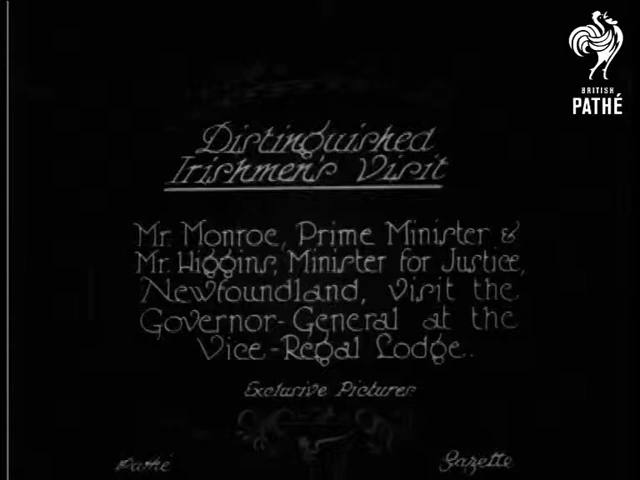 BRITISH
PATHÉ
Distinguished
Irishmen's Visit
Mr. Monroe, Prime Minister &
Mr. Higgins, Minister for Justice,
Newfoundland, visit the
Governor-General at the
Vice-Regal Lodge.
Exclusive Pictures
Pathé
Gazette